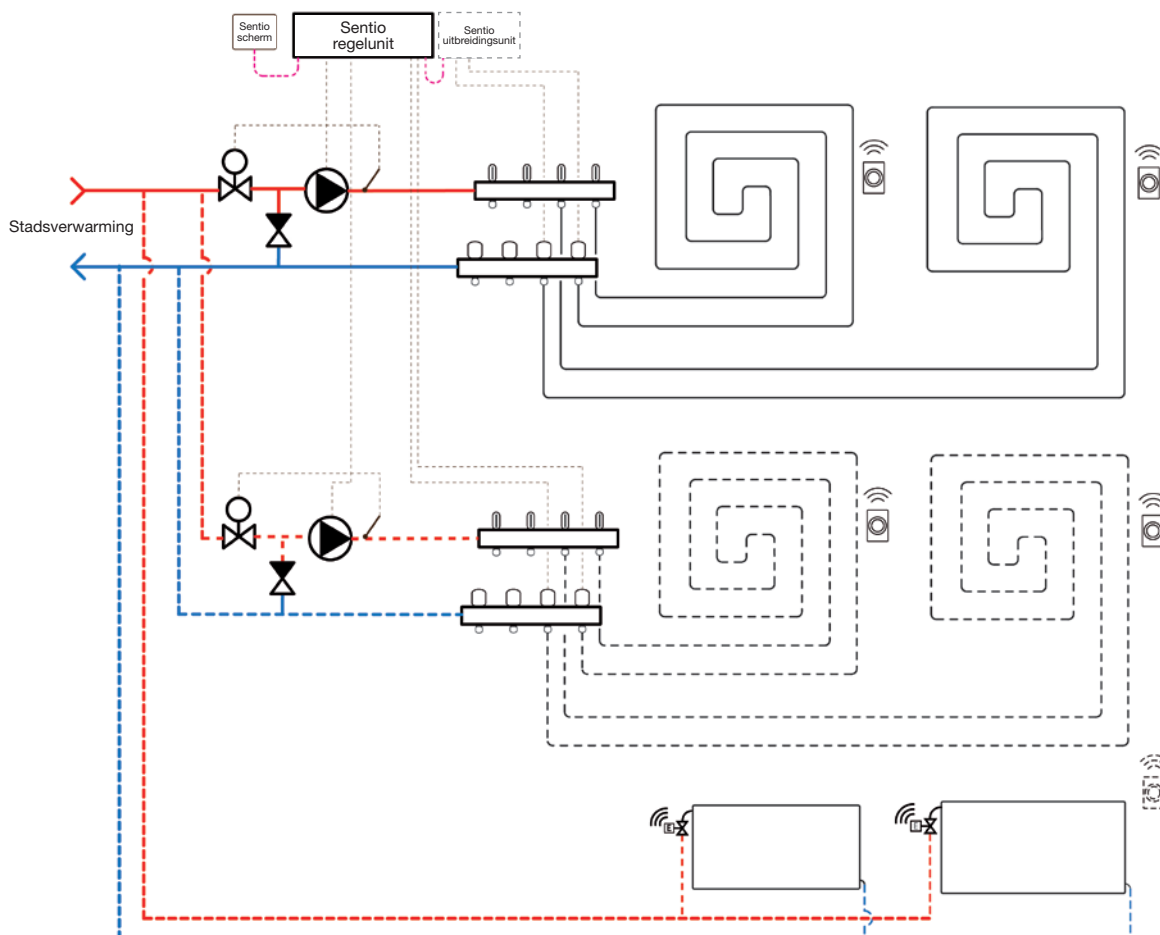 Sentio
scherm
Sentio
regelunit
Sentio
uitbreidingsunit
Stadsverwarming
E